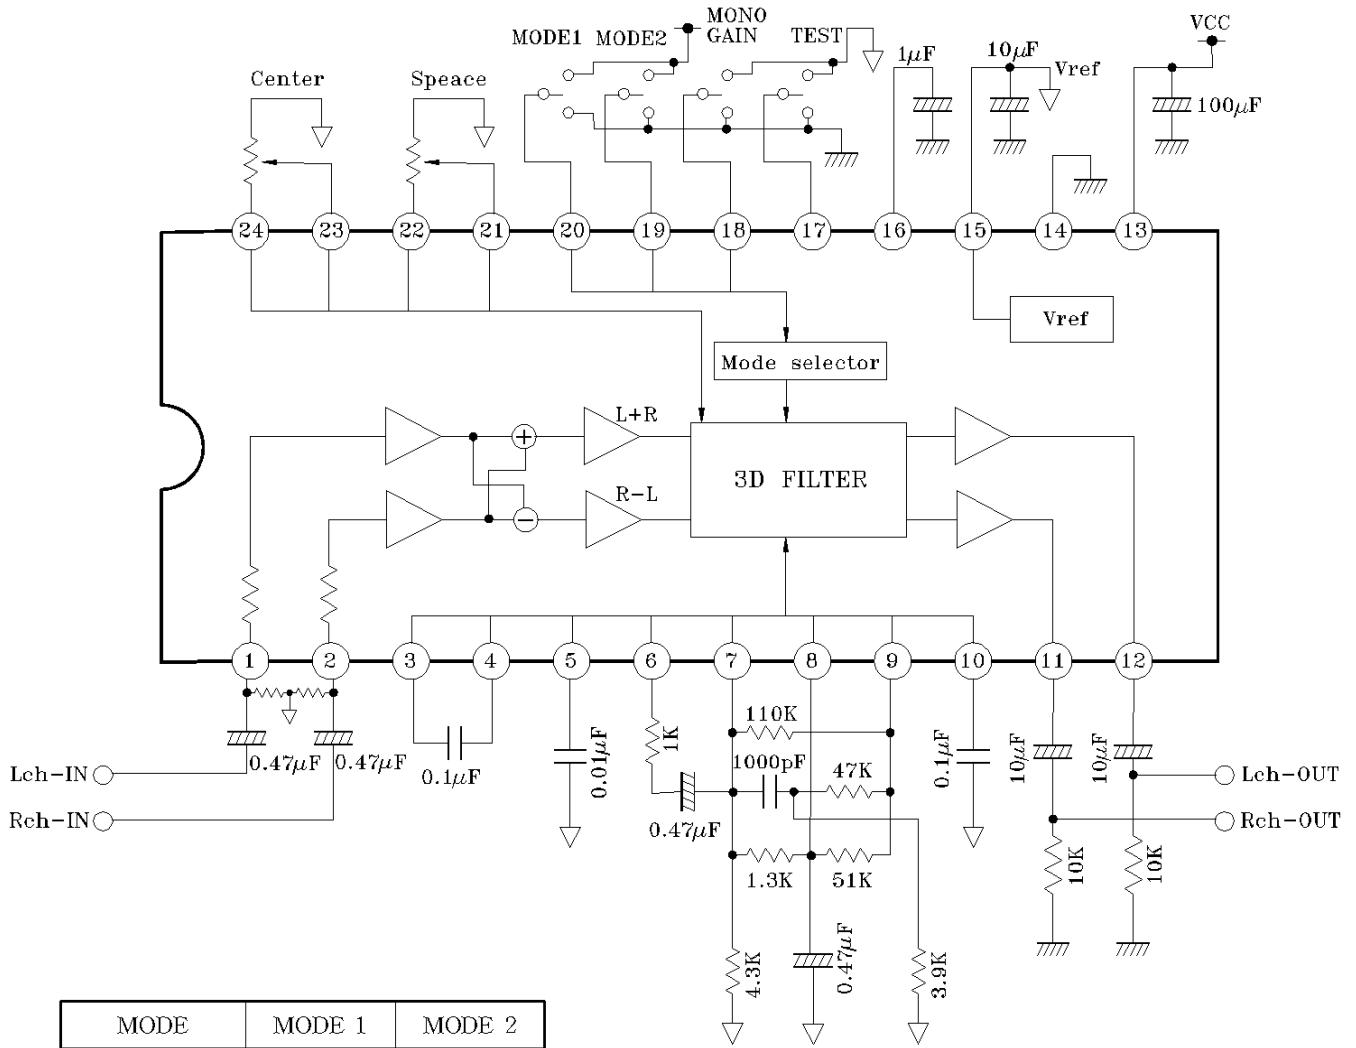 MONO
GAIN
MODE1 MODE2 TEST
VCC
Center
Speace
1μF
10μF
Vref
100μF
24 23 22 21 20 19 18 17 16 15 14 13
Vref
Mode selector
L+R
R-L
3D FILTER
+
−
1 2 3 4 5 6 7 8 9 10 11 12
0.47μF
0.47μF
0.1μF
0.01μF
1K
0.47μF
110K
1000pF
47K
1.3K
51K
0.1μF
10μF
10μF
Lch-IN
Rch-IN
Lch-OUT
Rch-OUT
10K
10K
4.3K
0.47μF
3.9K
MODE MODE 1 MODE 2